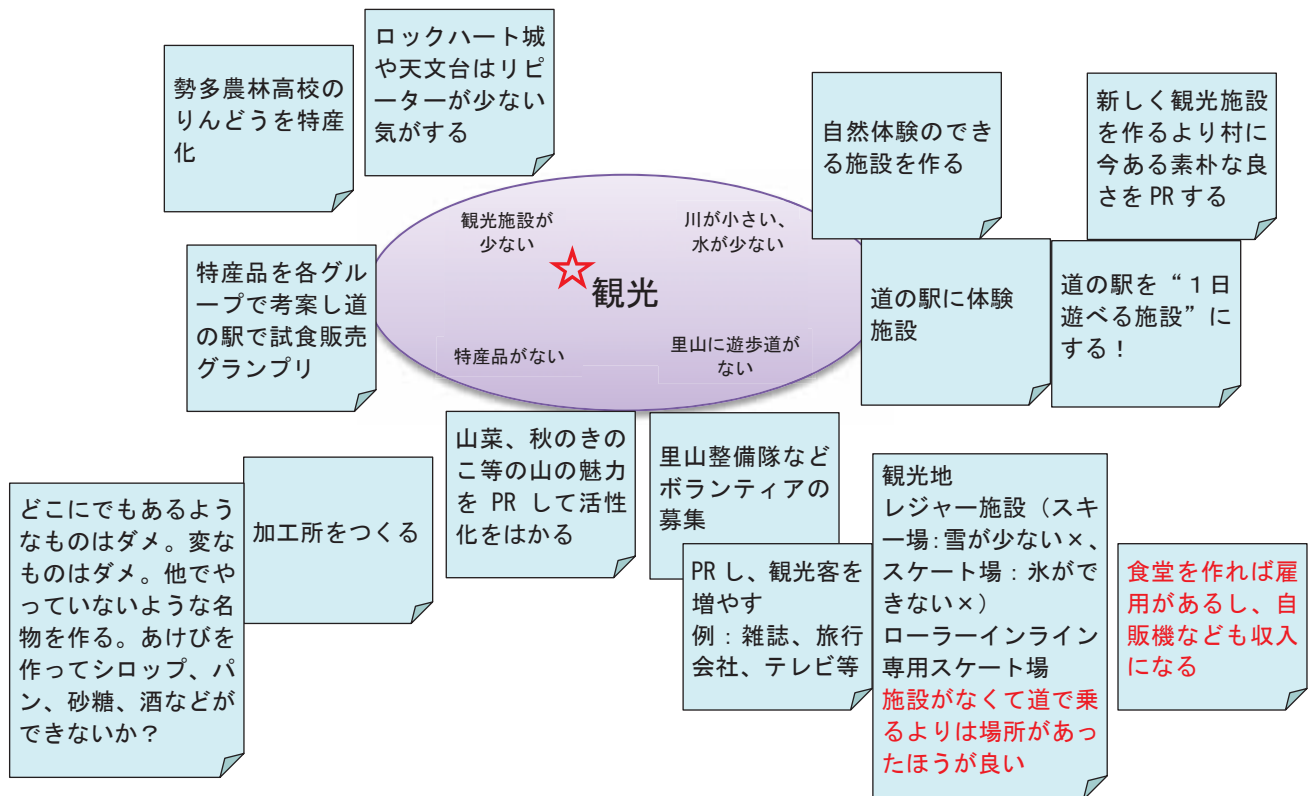 勢多農林高校の
りんどうを特産
化
ロックハート城
や天文台はリピ
ーターが少ない
気がする
自然体験のでき
る施設を作る
新しく観光施設
を作るより村に
今ある素朴な良
さを PR する
観光施設が
少ない
川が小さい、
水が少ない
☆観光
特産品がない
里山に遊歩道が
ない
特産品を各グル
ープで考案し道
の駅で試食販売
グランプリ
道の駅に体験
施設
道の駅を“1日
遊べる施設”に
する！
山菜、秋のきの
こ等の山の魅力
を PR して活性
化をはかる
里山整備隊など
ボランティアの
募集
どこにでもあるよう
なものはダメ。変な
ものはダメ。他でや
っていないような名
物を作る。あけびを
作ってシロップ、パ
ン、砂糖、酒などが
できないか？
加工所をつくる
PR し、観光客を
増やす
例：雑誌、旅行
会社、テレビ等
観光地
レジャー施設（スキ
ー場：雪が少ない×、
スケート場：氷がで
きない×）
ローラーインライン
専用スケート場
施設がなくて道で乗
るよりは場所があっ
たほうが良い
食堂を作れば雇
用があるし、自
販機なども収入
になる